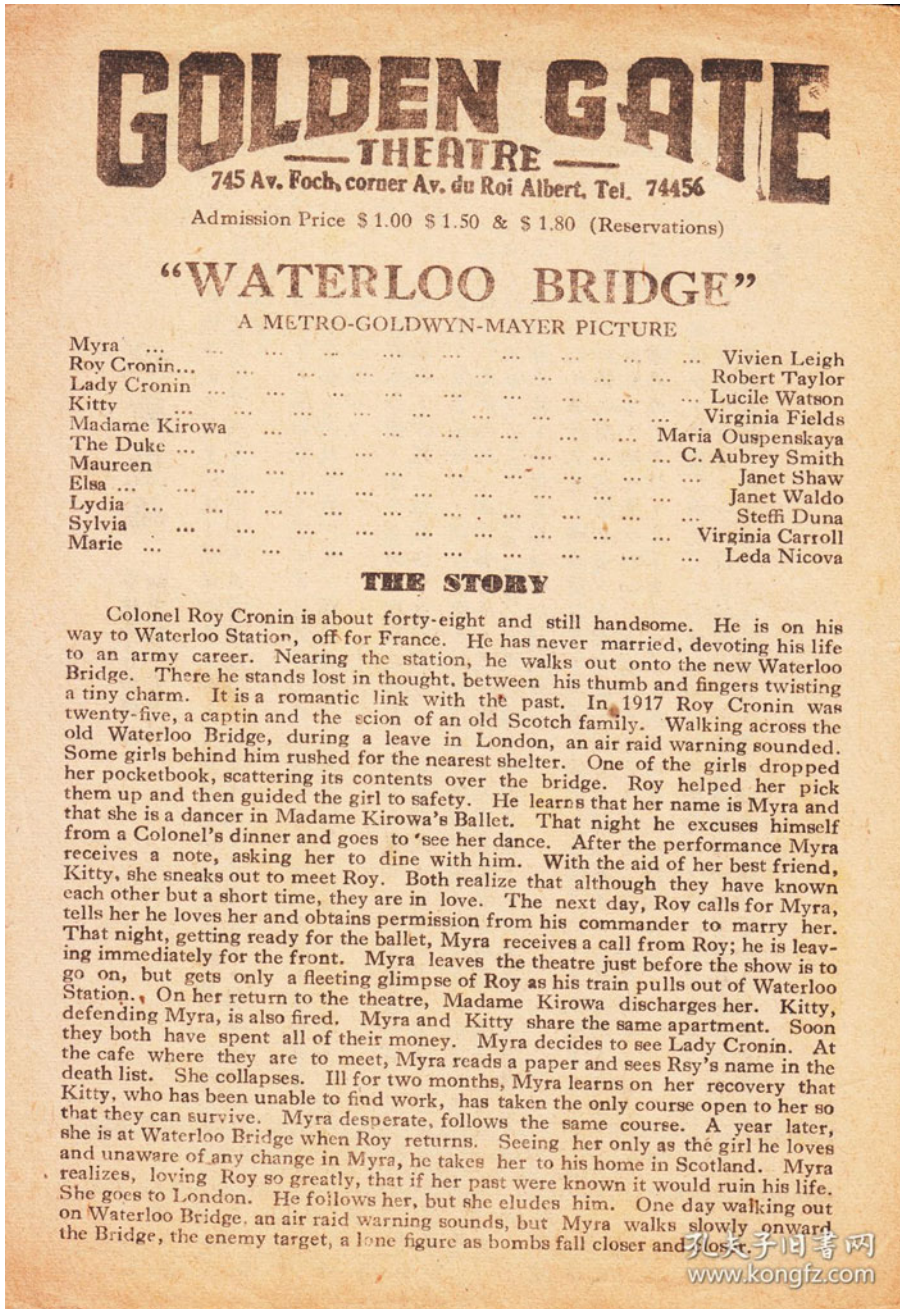 GOLDEN GATE
THEATRE
745 Av. Foch, corner Av. du Roi Albert, Tel. 74456
Admission Price $ 1.00 $ 1.50 & $ 1.80 (Reservations)
“WATERLOO BRIDGE”
A METRO-GOLDWYN-MAYER PICTURE
Myra ... ... ... ... ... ... ... ... ... ... Vivien Leigh
Roy Cronin... ... ... ... ... ... ... ... ... Robert Taylor
Lady Cronin ... ... ... ... ... ... ... ... ... Lucile Watson
Kitty ... ... ... ... ... ... ... ... ... Virginia Fields
Madame Kirowa ... ... ... ... ... ... ... Maria Ouspenskaya
The Duke ... ... ... ... ... ... ... ... ... C. Aubrey Smith
Maureen ... ... ... ... ... ... ... ... ... Janet Shaw
Elsa ... ... ... ... ... ... ... ... ... ... Janet Waldo
Lydia ... ... ... ... ... ... ... ... ... ... Steffi Duna
Sylvia ... ... ... ... ... ... ... ... ... Virginia Carroll
Marie ... ... ... ... ... ... ... ... ... ... Leda Nicova
THE STORY
Colonel Roy Cronin is about forty-eight and still handsome. He is on his
way to Waterloo Station, off for France. He has never married, devoting his life
to an army career. Nearing the station, he walks out onto the new Waterloo
Bridge. There he stands lost in thought, between his thumb and fingers twisting
a tiny charm. It is a romantic link with the past. In 1917 Roy Cronin was
twenty-five, a captin and the scion of an old Scotch family. Walking across the
old Waterloo Bridge, during a leave in London, an air raid warning sounded.
Some girls behind him rushed for the nearest shelter. One of the girls dropped
her pocketbook, scattering its contents over the bridge. Roy helped her pick
them up and then guided the girl to safety. He learns that her name is Myra and
that she is a dancer in Madame Kirowa's Ballet. That night he excuses himself
from a Colonel's dinner and goes to 'see her dance. After the performance Myra
receives a note, asking her to dine with him. With the aid of her best friend,
Kitty, she sneaks out to meet Roy. Both realize that although they have known
each other but a short time, they are in love. The next day, Roy calls for Myra,
tells her he loves her and obtains permission from his commander to marry her.
That night, getting ready for the ballet, Myra receives a call from Roy; he is leav-
ing immediately for the front. Myra leaves the theatre just before the show is to
go on, but gets only a fleeting glimpse of Roy as his train pulls out of Waterloo
Station. On her return to the theatre, Madame Kirowa discharges her. Kitty,
defending Myra, is also fired. Myra and Kitty share the same apartment. Soon
they both have spent all of their money. Myra decides to see Lady Cronin. At
the cafe where they are to meet, Myra reads a paper and sees Rsy's name in the
death list. She collapses. Ill for two months, Myra learns on her recovery that
Kitty, who has been unable to find work, has taken the only course open to her so
that they can survive. Myra desperate, follows the same course. A year later,
she is at Waterloo Bridge when Roy returns. Seeing her only as the girl he loves
and unaware of any change in Myra, he takes her to his home in Scotland. Myra
realizes, loving Roy so greatly, that if her past were known it would ruin his life.
She goes to London. He follows her, but she eludes him. One day walking out
on Waterloo Bridge, an air raid warning sounds, but Myra walks slowly onward
the Bridge, the enemy target, a lone figure as bombs fall closer and closer.
孔夫子旧书网
www.kongfz.com